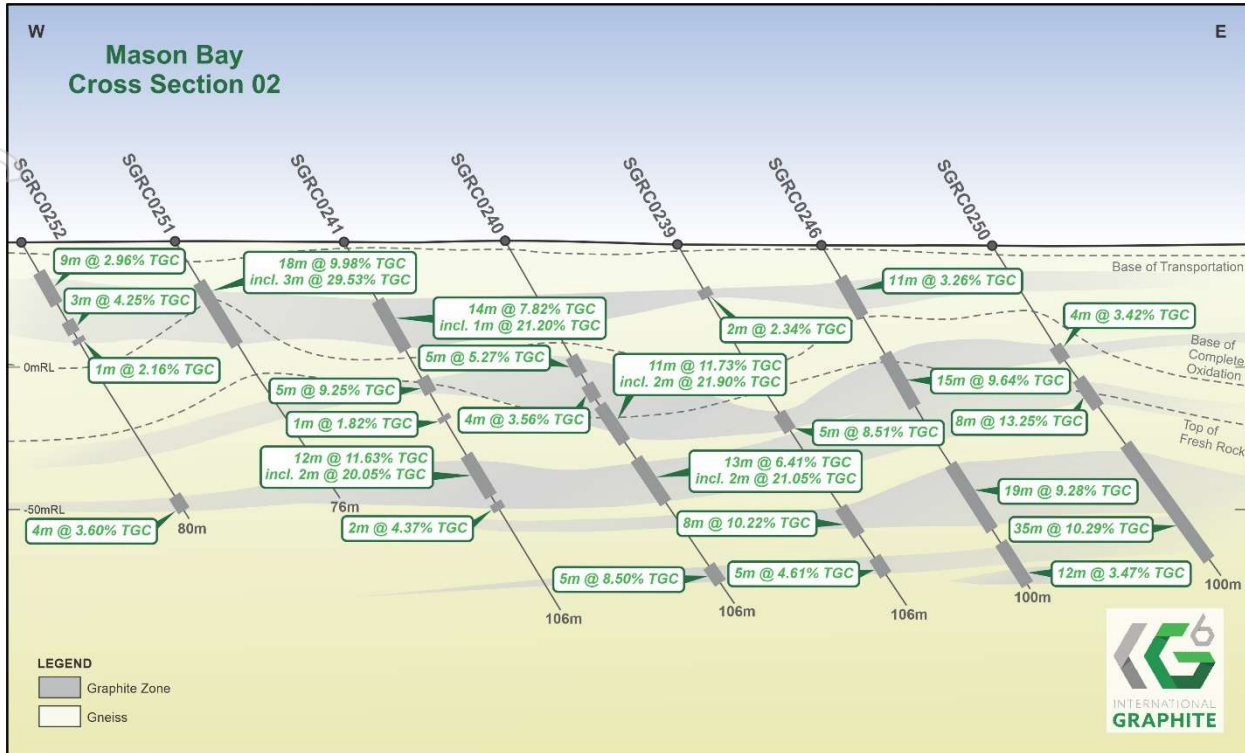 W
E
Mason Bay
Cross Section 02
SGRC0252
SGRC0251
SGRC0241
SGRC0240
SGRC0239
SGRC0246
SGRC0250
9m @ 2.96% TGC
3m @ 4.25% TGC
1m @ 2.16% TGC
18m @ 9.98% TGC
incl. 3m @ 29.53% TGC
14m @ 7.82% TGC
incl. 1m @ 21.20% TGC
5m @ 5.27% TGC
2m @ 2.34% TGC
11m @ 3.26% TGC
Base of Transportation
4m @ 3.42% TGC
Base of
Complete
Oxidation
0mRL
11m @ 11.73% TGC
incl. 2m @ 21.90% TGC
5m @ 9.25% TGC
15m @ 9.64% TGC
1m @ 1.82% TGC
4m @ 3.56% TGC
5m @ 8.51% TGC
8m @ 13.25% TGC
Top of
Fresh Rock
12m @ 11.63% TGC
incl. 2m @ 20.05% TGC
13m @ 6.41% TGC
incl. 2m @ 21.05% TGC
19m @ 9.28% TGC
-50mRL
4m @ 3.60% TGC
80m
76m
2m @ 4.37% TGC
8m @ 10.22% TGC
35m @ 10.29% TGC
5m @ 8.50% TGC
5m @ 4.61% TGC
12m @ 3.47% TGC
106m
106m
106m
100m
100m
LEGEND
Graphite Zone
Gneiss
G6
INTERNATIONAL
GRAPHITE